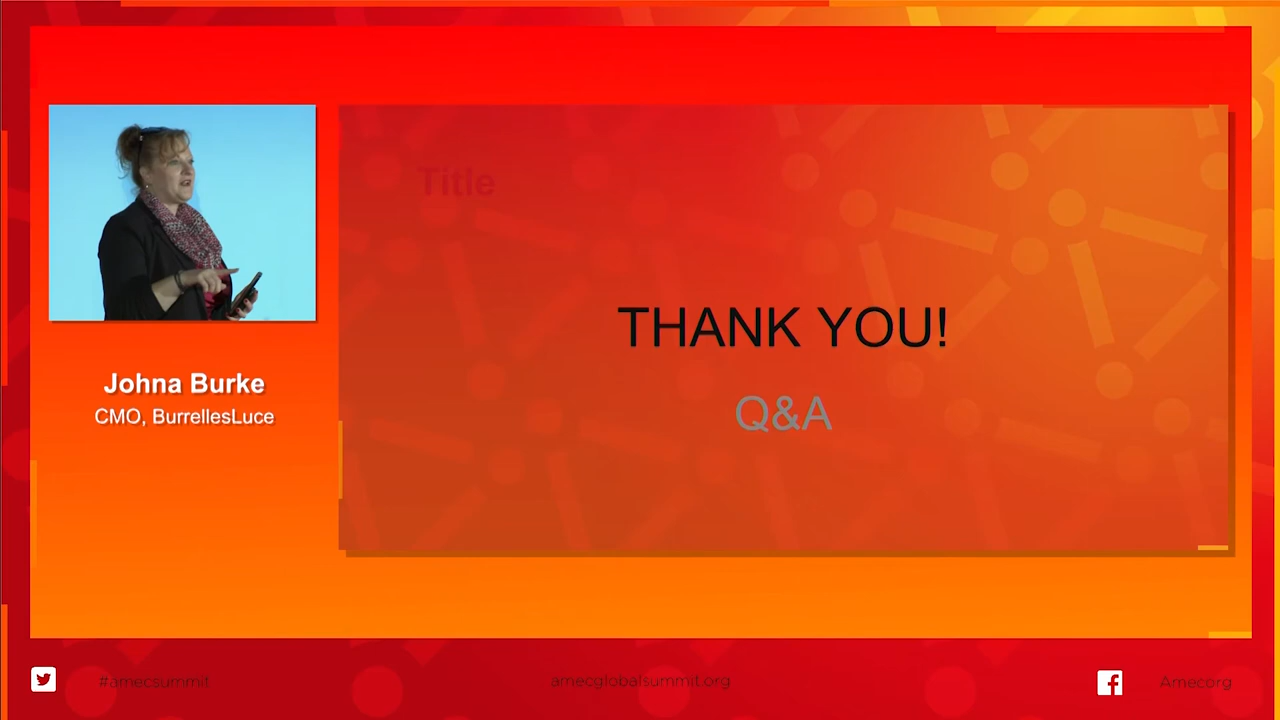 Title
THANK YOU!
Q&A
Johna Burke
CMO, BurrellesLuce
#amecsummit
amecglobalsummit.org
Amecorg